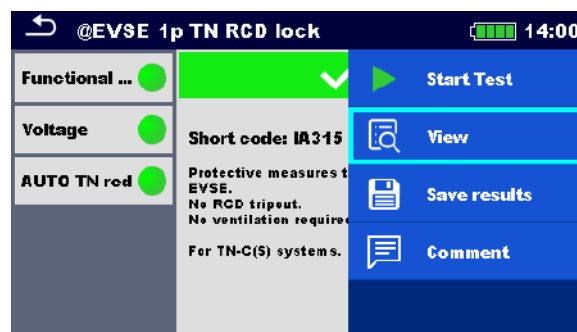 @EVSE 1p TN RCD lock 14:00
Functional ...
Voltage
AUTO TN rcd
Short code: IA315
Protective measures t
EVSE.
No RCD tripout.
No ventilation require
For TN-C(S) systems.
Start Test
View
Save results
Comment